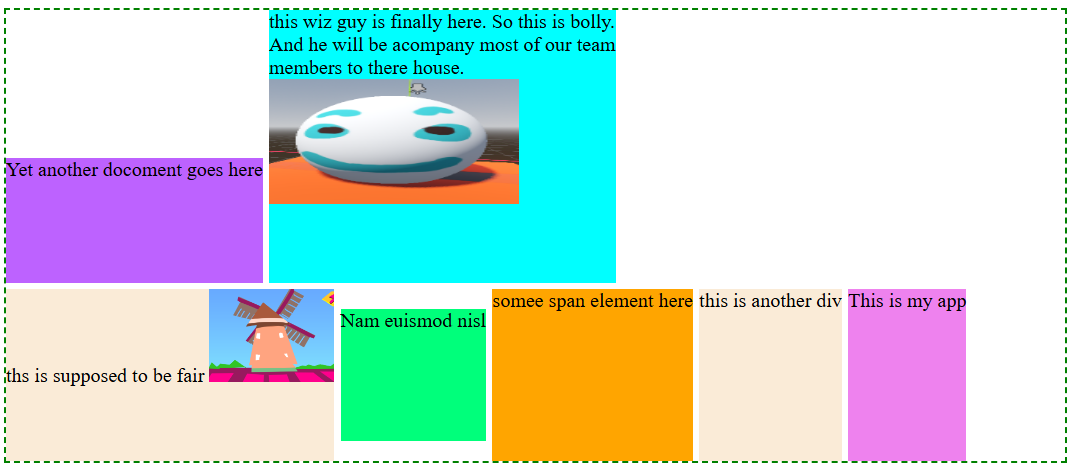 this wiz guy is finally here. So this is bolly.
And he will be acompany most of our team
members to there house.
Yet another docoment goes here
ths is supposed to be fair
Nam euismod nisl
somee span element here
this is another div
This is my app